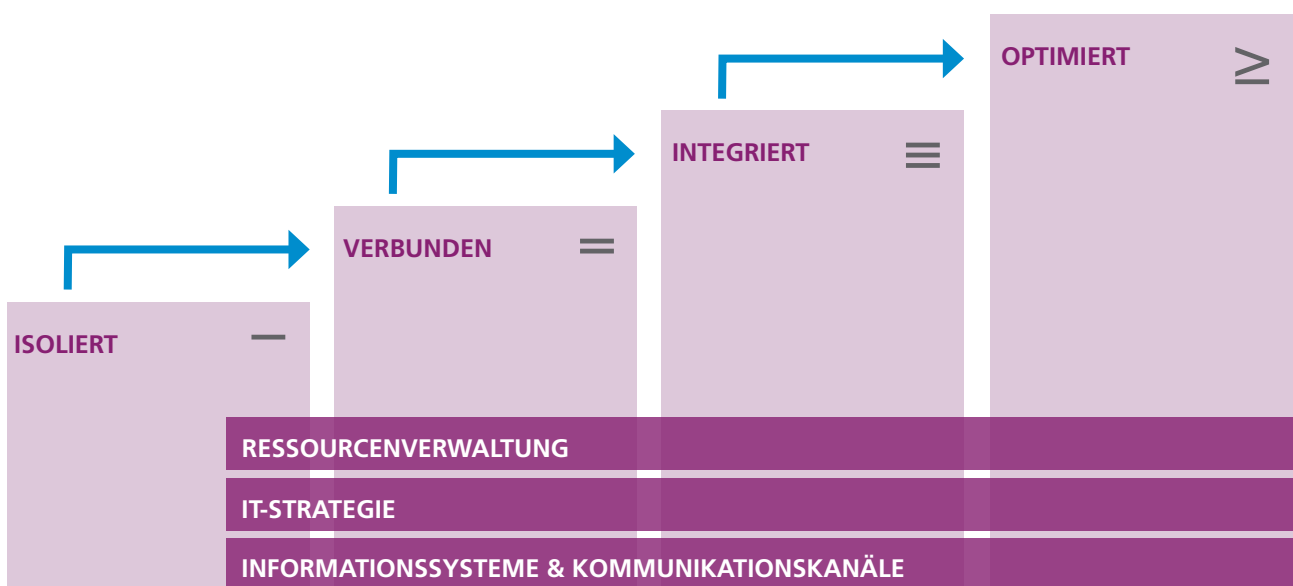 OPTIMIERT ≥
INTEGRIERT ≡
VERBUNDEN =
ISOLIERT —
RESSOURCENVERWALTUNG
IT-STRATEGIE
INFORMATIONSSYSTEME & KOMMUNIKATIONSKANÄLE